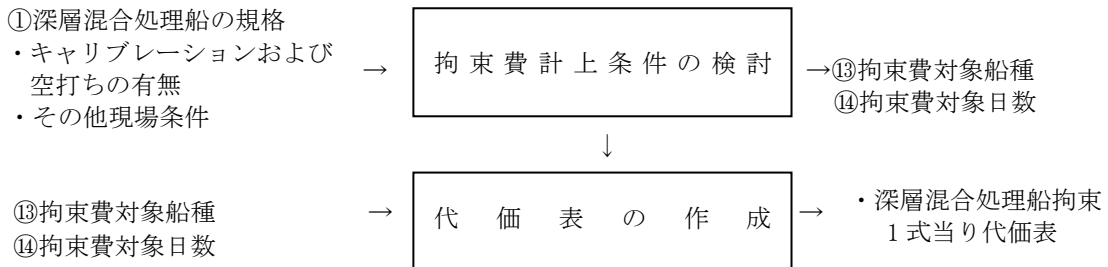 ①深層混合処理船の規格
・キャリブレーションおよび
空打ちの有無
・その他現場条件
→
拘束費計上条件の検討
→⑬拘束費対象船種
⑭拘束費対象日数
↓
⑬拘束費対象船種
⑭拘束費対象日数
→
代価表の作成
→
・深層混合処理船拘束
1式当り代価表